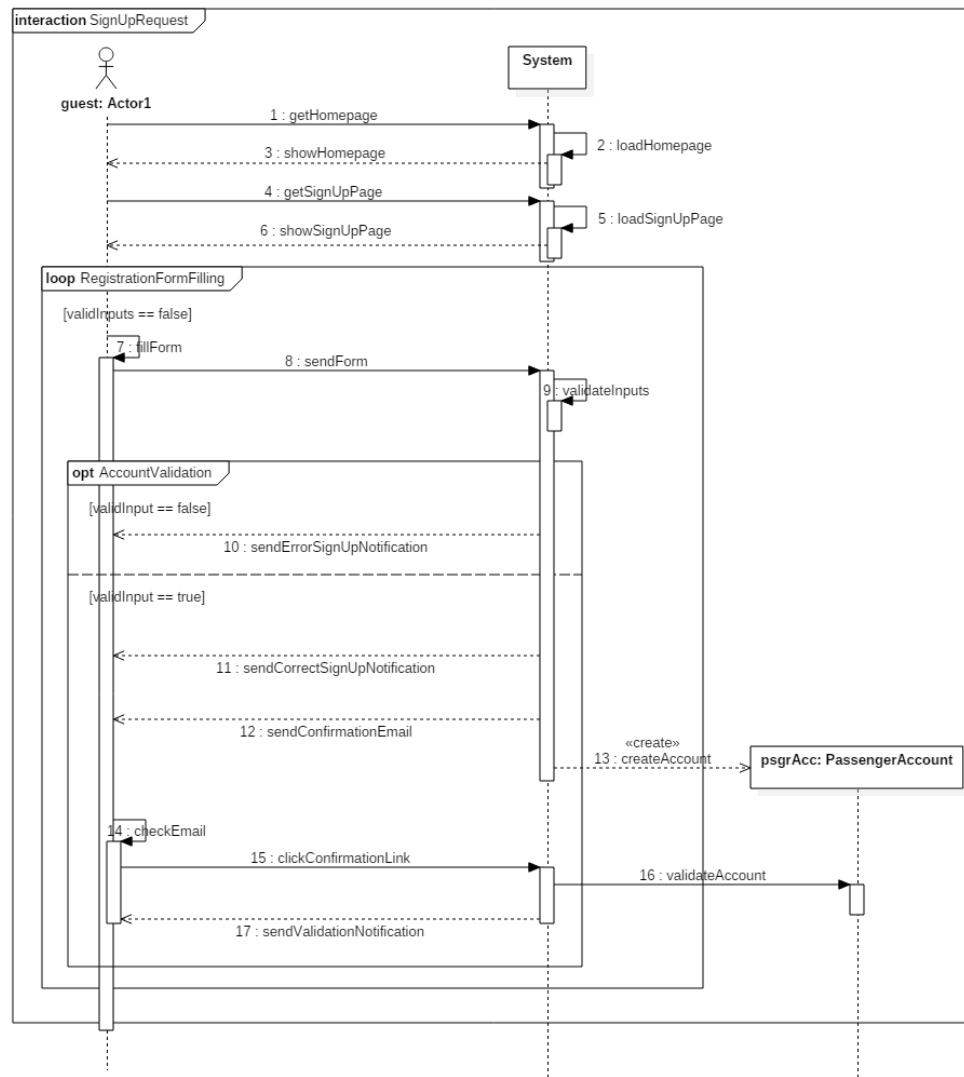 interaction SignUpRequest
System
guest: Actor1
1 : getHomepage
2 : loadHomepage
3 : showHomepage
4 : getSignUpPage
5 : loadSignUpPage
6 : showSignUpPage
loop RegistrationFormFilling
[validInputs == false]
7 : fillForm
8 : sendForm
9 : validateInputs
opt AccountValidation
[validInput == false]
10 : sendErrorSignUpNotification
[validInput == true]
11 : sendCorrectSignUpNotification
12 : sendConfirmationEmail
«create»
13 : createAccount
psgrAcc: PassengerAccount
14 : checkEmail
15 : clickConfirmationLink
16 : validateAccount
17 : sendValidationNotification